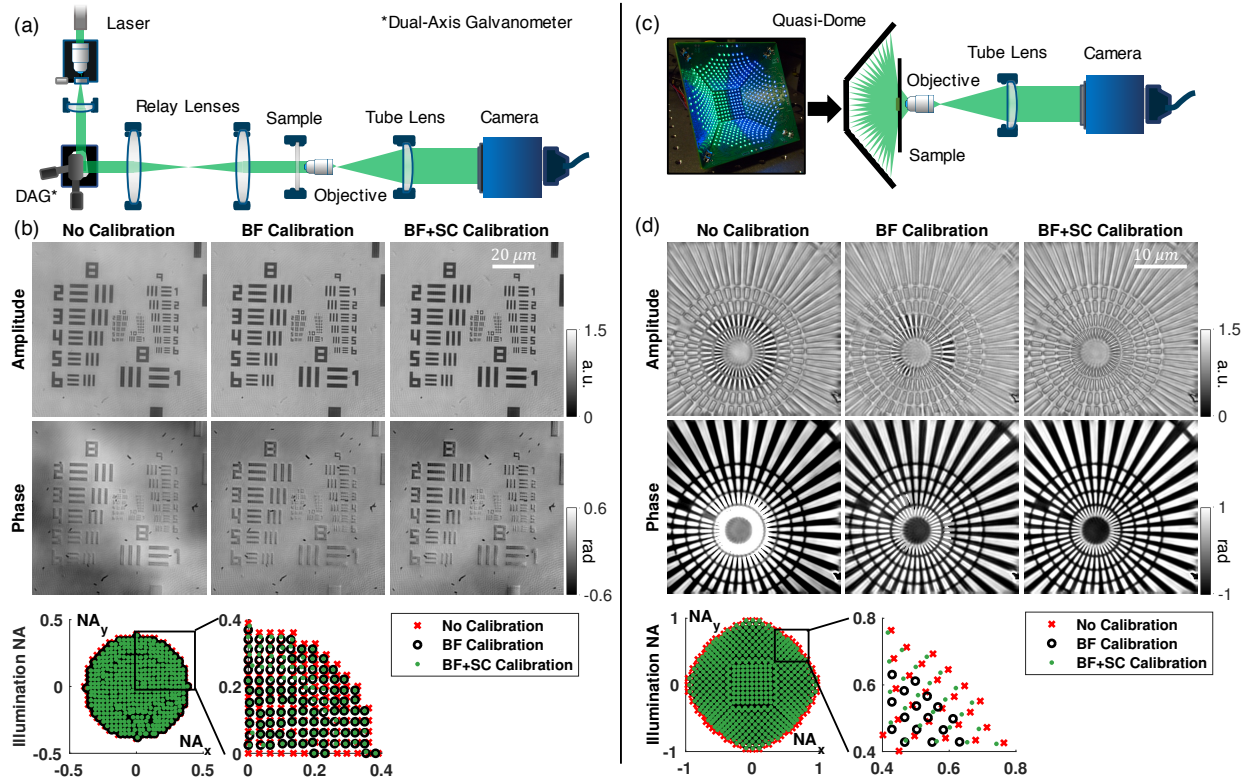 (a)
Laser
*Dual-Axis Galvanometer
Relay Lenses
Sample
Tube Lens
Camera
DAG*
Objective
(b)
No Calibration
BF Calibration
BF+SC Calibration
20 μm
Amplitude
1.5
a.u.
0
Phase
0.6
rad
-0.6
Illumination NA
0.5
0
-0.5
NAy
NAx
-0.5
0
0.5
0.4
0.2
0
0
0.2
0.4
No Calibration
BF Calibration
BF+SC Calibration
(c)
Quasi-Dome
Tube Lens
Camera
Objective
Sample
(d)
No Calibration
BF Calibration
BF+SC Calibration
10 μm
Amplitude
1.5
a.u.
0
Phase
1
rad
-1
Illumination NA
1
0
-1
NAy
NAx
-1
0
1
0.8
0.6
0.4
0.4
0.6
0.8
No Calibration
BF Calibration
BF+SC Calibration